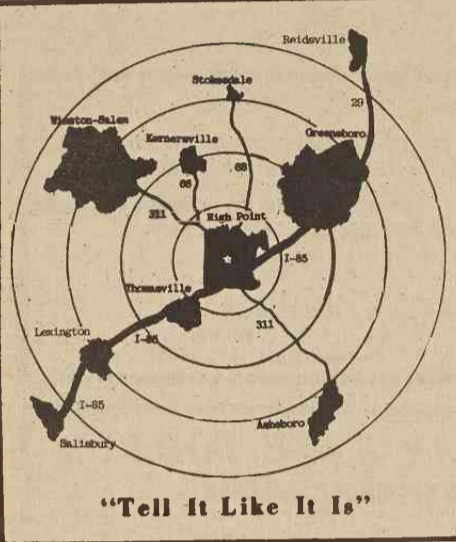 Reidsville
Stokesdale
29
Winston-Salem
Greensboro
Kernersville
68
66
311
High Point
I-85
Thomasville
311
Lexington
I-85
I-85
Asheboro
Salisbury
“Tell It Like It Is”